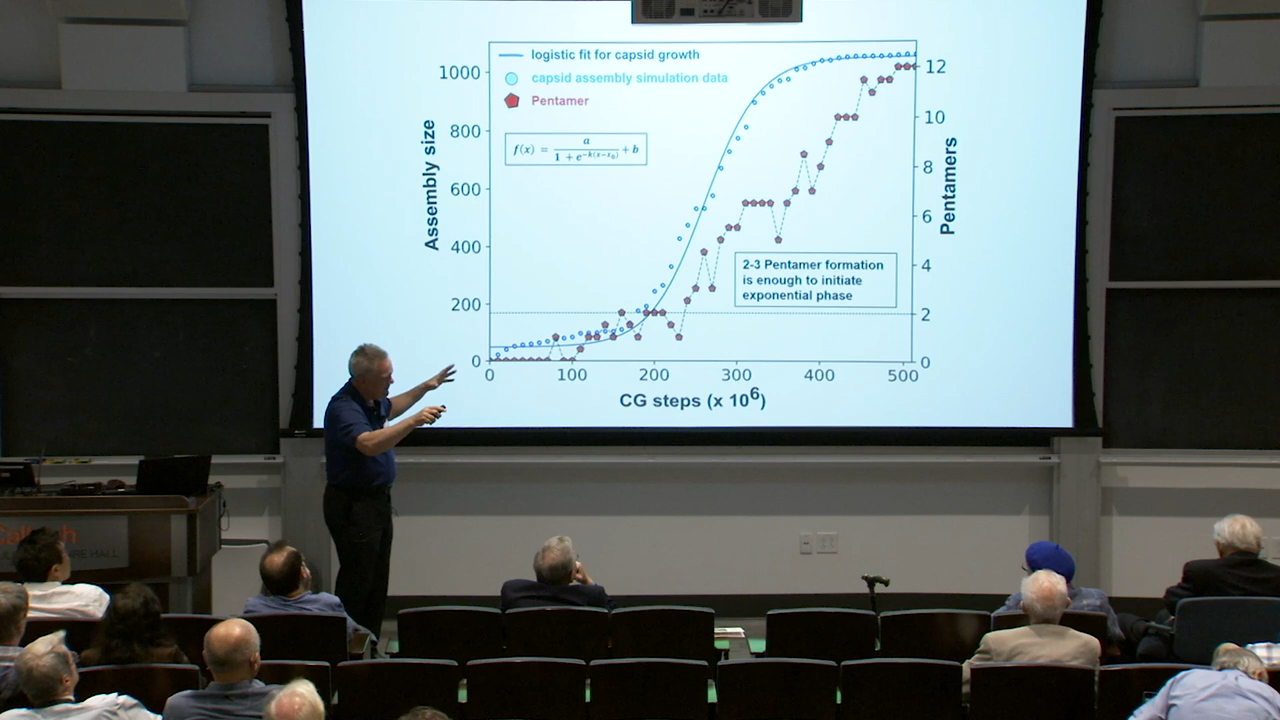 logistic fit for capsid growth
capsid assembly simulation data
Pentamer
f(x) = a / 1 + e^-k(x-x0) + b
1000
800
600
400
200
0
Assembly size
12
10
8
6
4
2
0
Pentamers
2-3 Pentamer formation
is enough to initiate
exponential phase
0 100 200 300 400 500
CG steps (x 10^6)
HALL